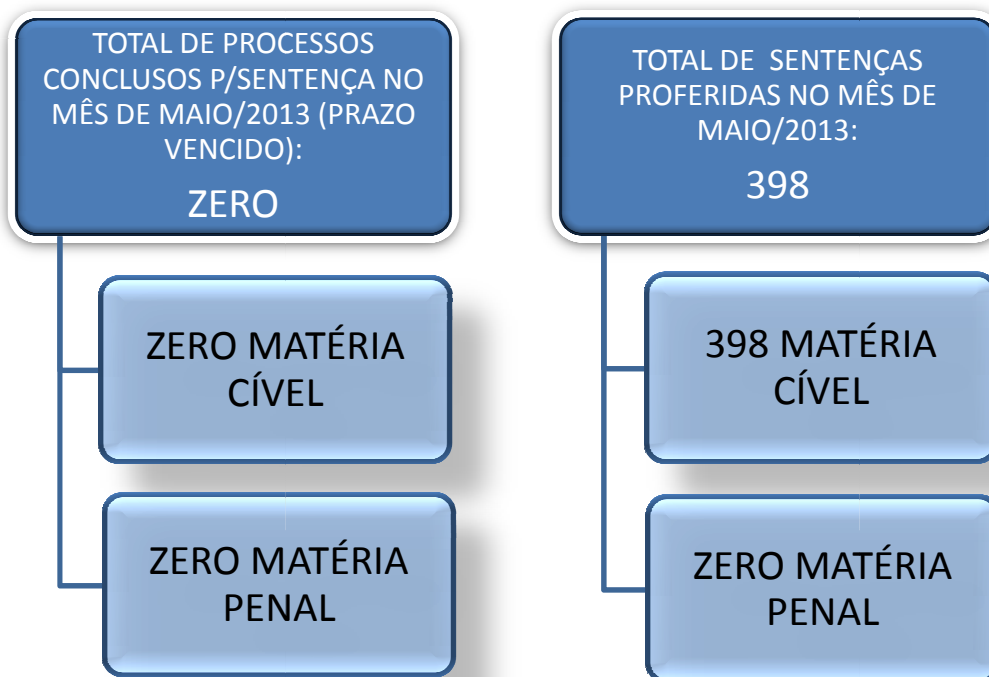 TOTAL DE PROCESSOS
CONCLUSOS P/SENTENÇA NO
MÊS DE MAIO/2013 (PRAZO
VENCIDO):
ZERO
ZERO MATÉRIA
CÍVEL
ZERO MATÉRIA
PENAL
TOTAL DE SENTENÇAS
PROFERIDAS NO MÊS DE
MAIO/2013:
398
398 MATÉRIA
CÍVEL
ZERO MATÉRIA
PENAL